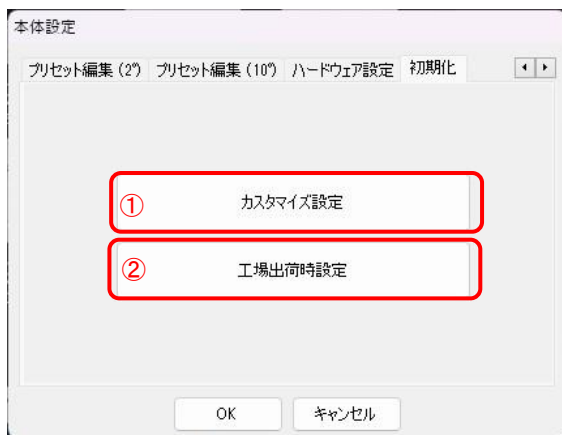 本体設定
プリセット編集 (2°) プリセット編集 (10°) ハードウェア設定 初期化
① カスタマイズ設定
② 工場出荷時設定
OK キャンセル